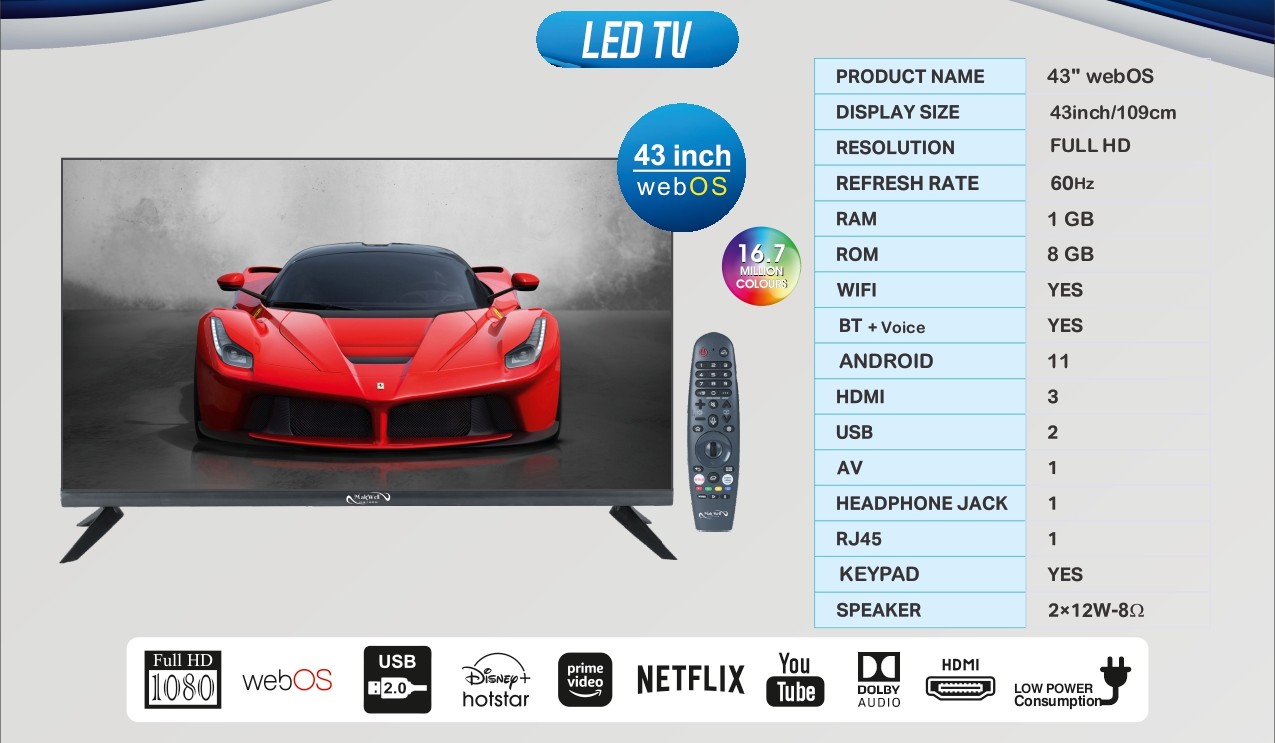 LED TV
43 inch
webOS
16.7
MILLION
COLOURS
MakWell
PRODUCT NAME 43" webOS
DISPLAY SIZE 43inch/109cm
RESOLUTION FULL HD
REFRESH RATE 60Hz
RAM 1 GB
ROM 8 GB
WIFI YES
BT + Voice YES
ANDROID 11
HDMI 3
USB 2
AV 1
HEADPHONE JACK 1
RJ45 1
KEYPAD YES
SPEAKER 2×12W-8Ω
Full HD
1080
webOS
USB
2.0
Disney+
hotstar
prime
video
NETFLIX
You
Tube
DOLBY
AUDIO
HDMI
LOW POWER
Consumption